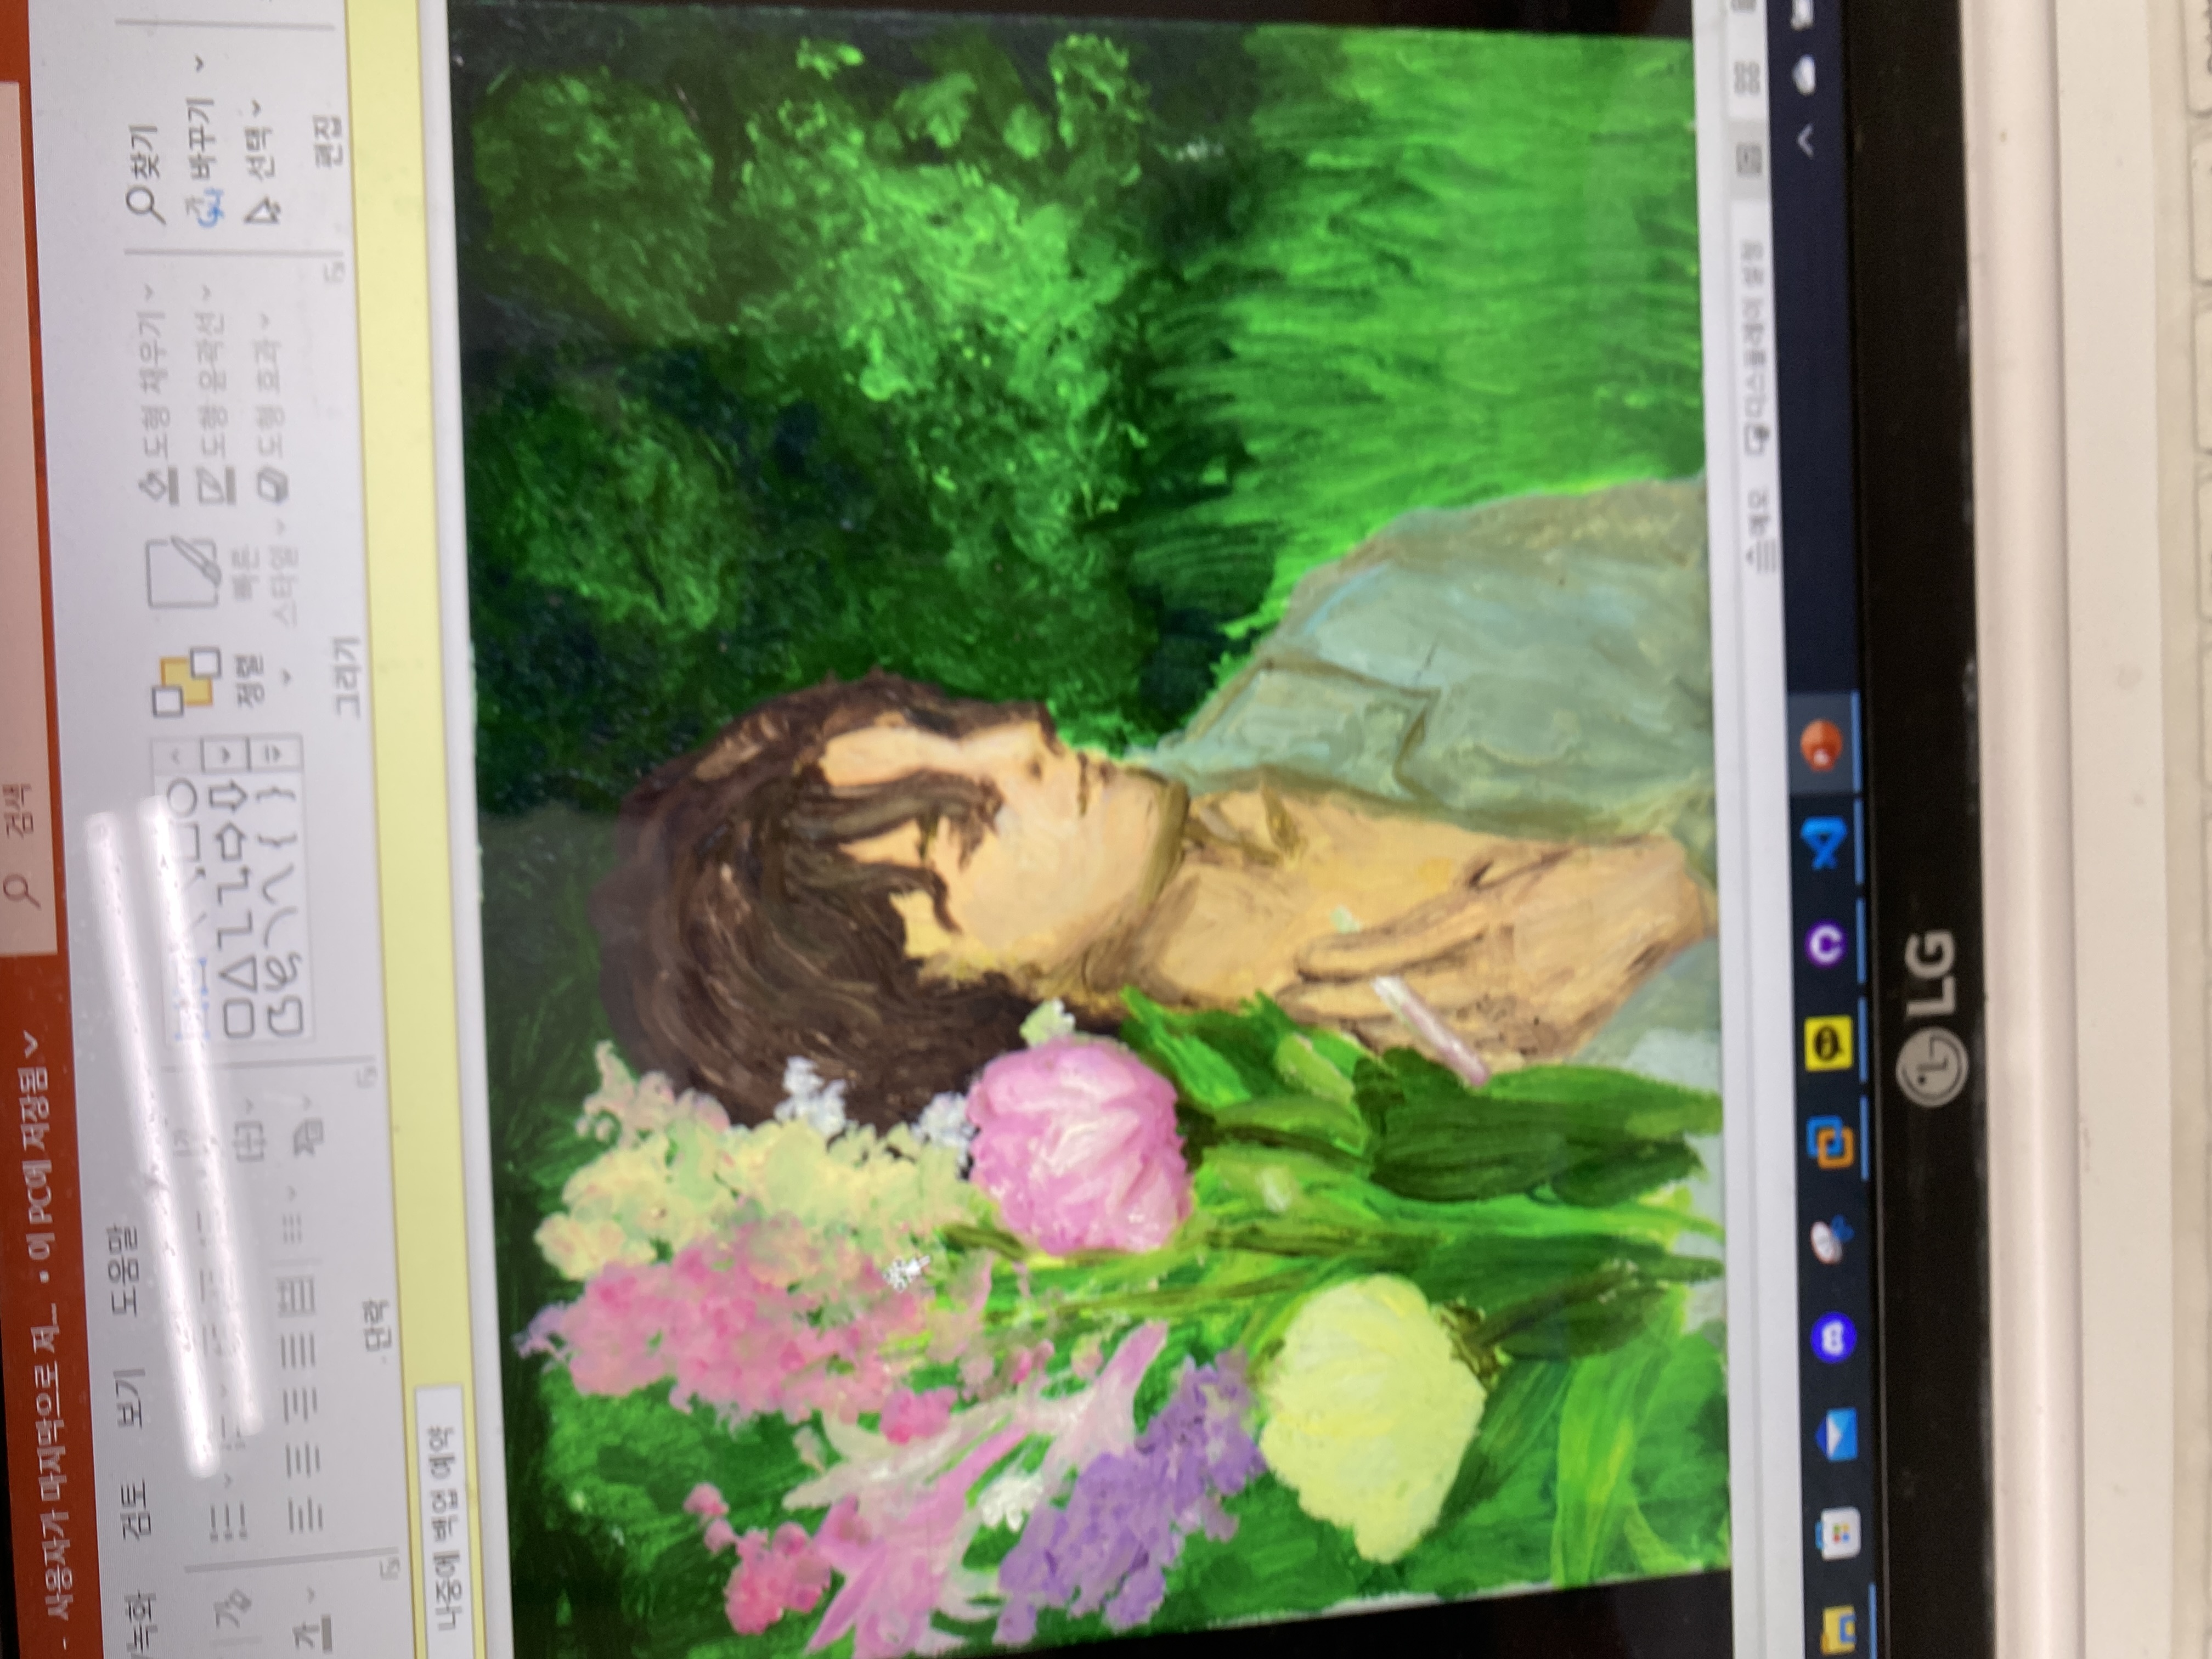 - 사용자가 마지막으로 저... • 이 PC에 저장됨
검색
녹화 검토 보기 도움말
가
정렬
빠른
스타일
도형 채우기
도형 윤곽선
도형 효과
찾기
바꾸기
선택
단락
그리기
편집
나중에 백업 예약
메모 디스플레이 설정
LG